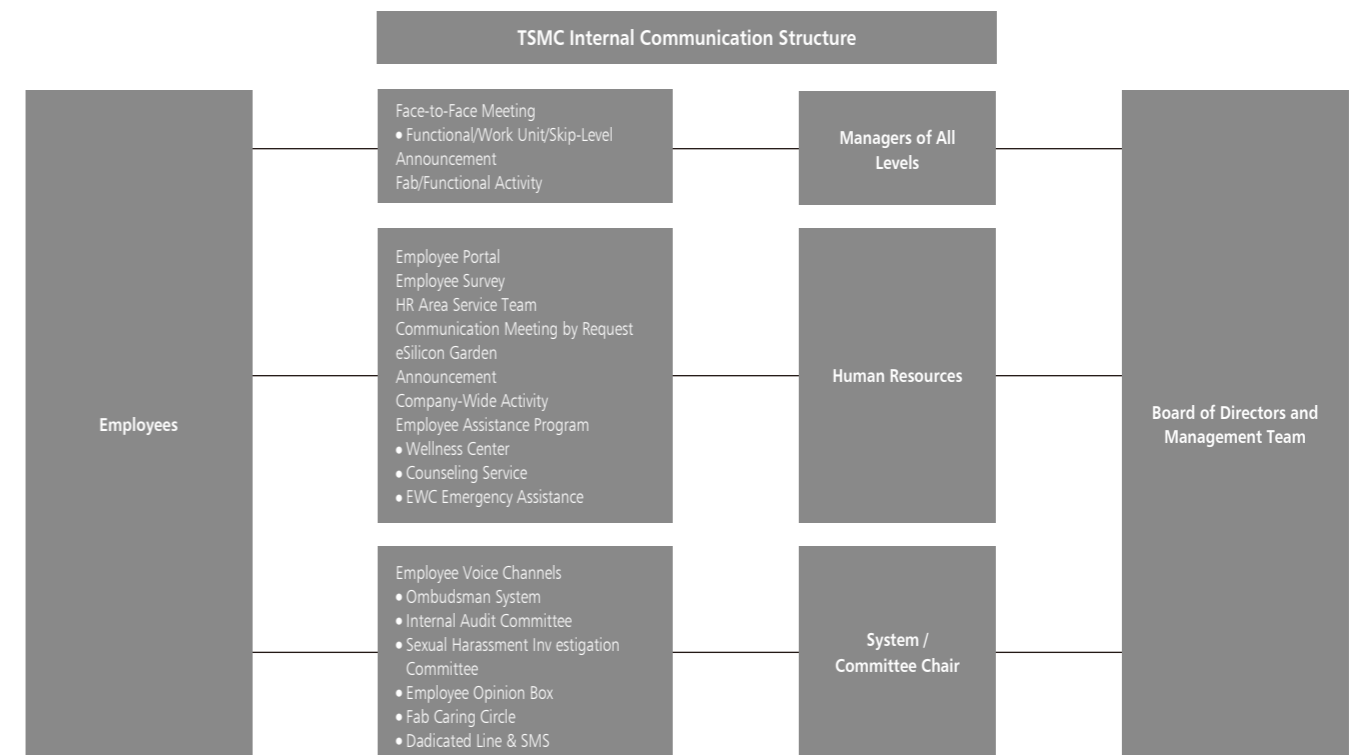 TSMC Internal Communication Structure
Employees
Face-to-Face Meeting
• Functional/Work Unit/Skip-Level
Announcement
Fab/Functional Activity
Managers of All
Levels
Employee Portal
Employee Survey
HR Area Service Team
Communication Meeting by Request
eSilicon Garden
Announcement
Company-Wide Activity
Employee Assistance Program
• Wellness Center
• Counseling Service
• EWC Emergency Assistance
Human Resources
Employee Voice Channels
• Ombudsman System
• Internal Audit Committee
• Sexual Harassment Inv estigation
Committee
• Employee Opinion Box
• Fab Caring Circle
• Dadicated Line & SMS
System /
Committee Chair
Board of Directors and
Management Team